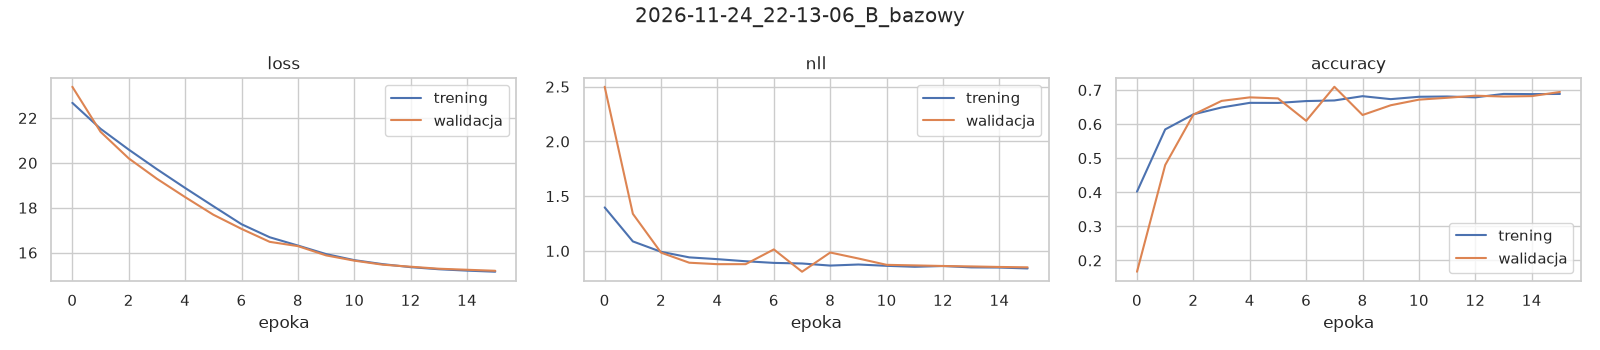 2026-11-24_22-13-06_B_bazowy
loss
22
20
18
16
0 2 4 6 8 10 12 14
epoka
trening
walidacja
nll
2.5
2.0
1.5
1.0
0 2 4 6 8 10 12 14
epoka
trening
walidacja
accuracy
0.7
0.6
0.5
0.4
0.3
0.2
0 2 4 6 8 10 12 14
epoka
trening
walidacja